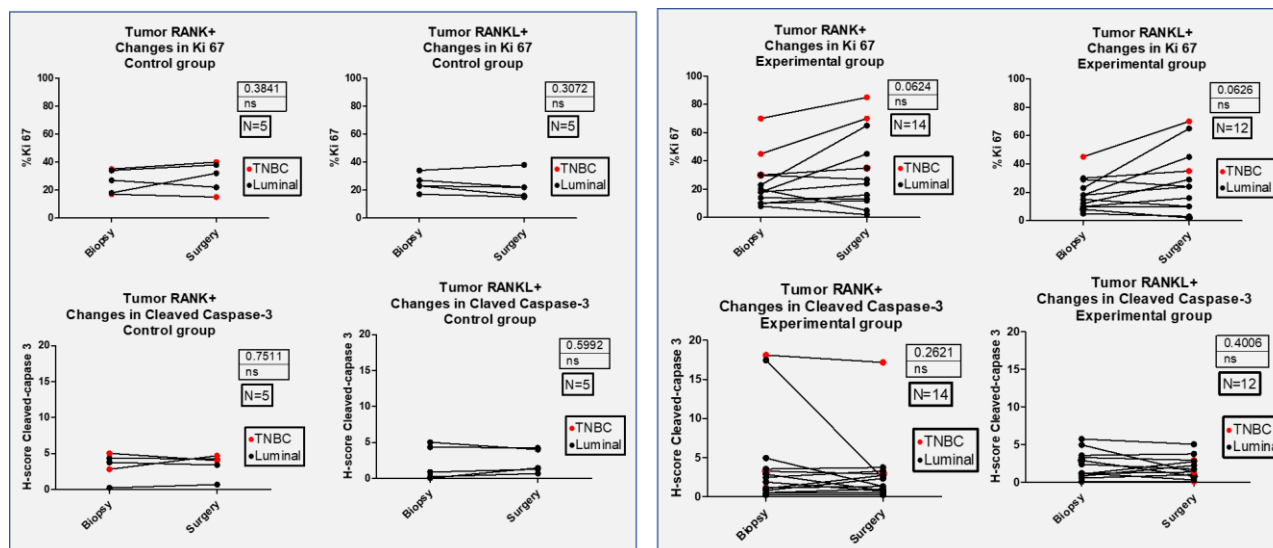 Tumor RANK+
Changes in Ki 67
Control group
0.3841
ns
N=5
TNBC
Luminal
% Ki 67
100
80
60
40
20
0
Biopsy
Surgery
Tumor RANKL+
Changes in Ki 67
Control group
0.3072
ns
N=5
TNBC
Luminal
% Ki 67
100
80
60
40
20
0
Biopsy
Surgery
Tumor RANK+
Changes in Cleaved Caspase-3
Control group
0.7511
ns
N=5
TNBC
Luminal
H-score Cleaved-capase 3
20
15
10
5
0
Biopsy
Surgery
Tumor RANKL+
Changes in Claved Caspase-3
Control group
0.5992
ns
N=5
TNBC
Luminal
20
15
10
5
0
Biopsy
Surgery
Tumor RANK+
Changes in Ki 67
Experimental group
0.0624
ns
N=14
TNBC
Luminal
% Ki 67
100
80
60
40
20
0
Biopsy
Surgery
Tumor RANKL+
Changes in Ki 67
Experimental group
0.0626
ns
N=12
TNBC
Luminal
% Ki 67
100
80
60
40
20
0
Biopsy
Surgery
Tumor RANK+
Changes in Cleaved Caspase-3
Experimental group
0.2621
ns
N=14
TNBC
Luminal
H-score Cleaved-capase 3
20
15
10
5
0
Biopsy
Surgery
Tumor RANKL+
Changes in Cleaved Caspase-3
Experimental group
0.4006
ns
N=12
TNBC
Luminal
20
15
10
5
0
Biopsy
Surgery